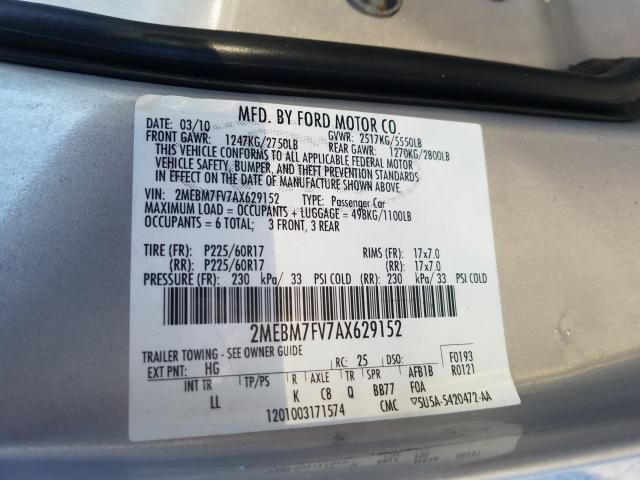 MFD. BY FORD MOTOR CO.
DATE: 03/10 GVWR: 2517KG/5550LB
FRONT GAWR: 1247KG/2750LB REAR GAWR: 1270KG/2800LB
THIS VEHICLE CONFORMS TO ALL APPLICABLE FEDERAL MOTOR
VEHICLE SAFETY, BUMPER, AND THEFT PREVENTION STANDARDS
IN EFFECT ON THE DATE OF MANUFACTURE SHOWN ABOVE.
VIN: 2MEBM7FV7AX629152 TYPE: Passenger Car
MAXIMUM LOAD = OCCUPANTS + LUGGAGE = 498KG/1100LB
OCCUPANTS = 6 TOTAL; 3 FRONT, 3 REAR
TIRE (FR): P225/60R17 RIMS (FR): 17x7.0
(RR): P225/60R17 (RR): 17x7.0
PRESSURE (FR): 230 kPa/ 33 PSI COLD (RR): 230 kPa/ 33 PSI COLD
2MEBM7FV7AX629152
TRAILER TOWING - SEE OWNER GUIDE
EXT PNT: HG RC: 25 DSO: F0193
INT TR TP/PS R AXLE TR SPR AFB1B R0121
LL K C8 Q BB77 FOA
1201003171574 CMC ▽5U5A-5420472-AA